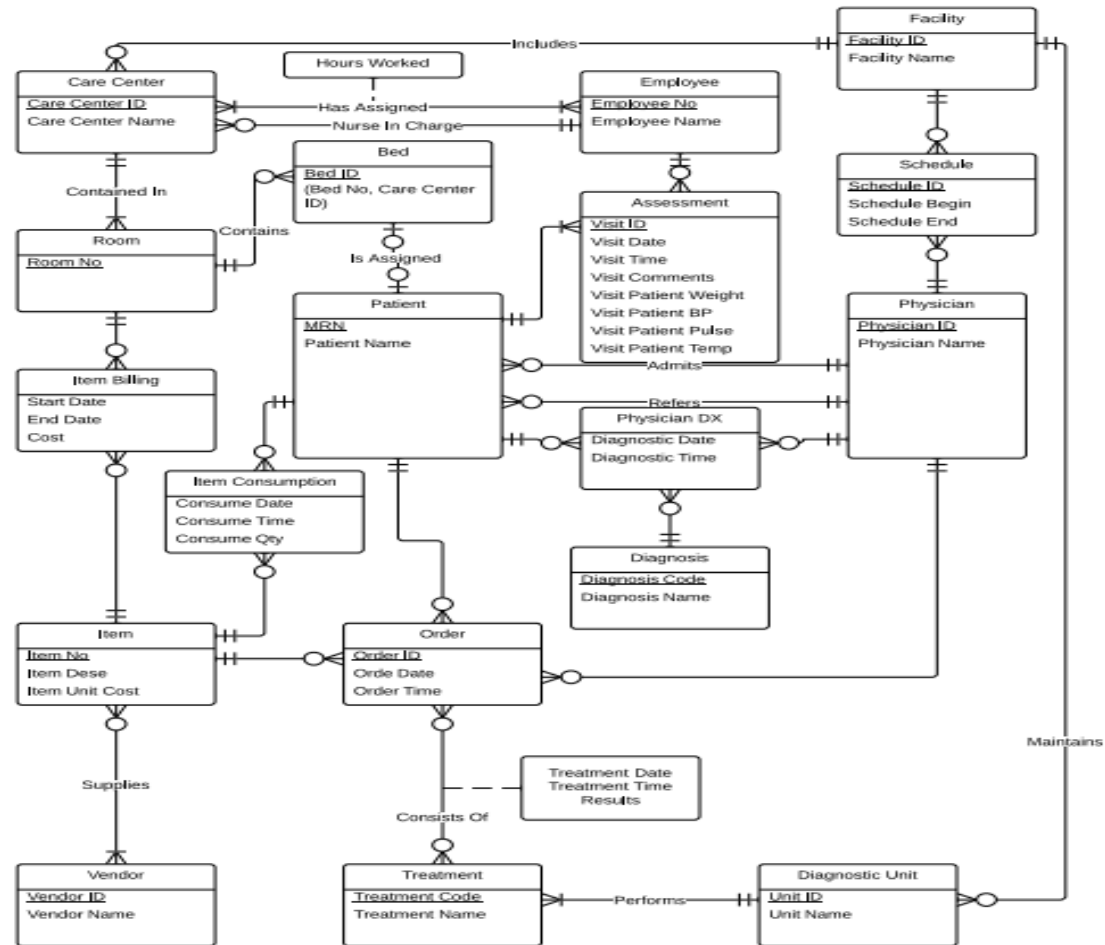 Facility
Facility ID
Facility Name
Includes
Hours Worked
Care Center
Care Center ID
Care Center Name
Has Assigned
Nurse In Charge
Employee
Employee No
Employee Name
Bed
Bed ID
(Bed No, Care Center
ID)
Schedule
Schedule ID
Schedule Begin
Schedule End
Contained In
Contains
Room
Room No
Is Assigned
Assessment
Visit ID
Visit Date
Visit Time
Visit Comments
Visit Patient Weight
Visit Patient BP
Visit Patient Pulse
Visit Patient Temp
Patient
MRN
Patient Name
Physician
Physician ID
Physician Name
Admits
Refers
Item Billing
Start Date
End Date
Cost
Physician DX
Diagnostic Date
Diagnostic Time
Item Consumption
Consume Date
Consume Time
Consume Qty
Diagnosis
Diagnosis Code
Diagnosis Name
Item
Item No
Item Dese
Item Unit Cost
Order
Order ID
Orde Date
Order Time
Maintains
Supplies
Treatment Date
Treatment Time
Results
Consists Of
Vendor
Vendor ID
Vendor Name
Treatment
Treatment Code
Treatment Name
Performs
Diagnostic Unit
Unit ID
Unit Name